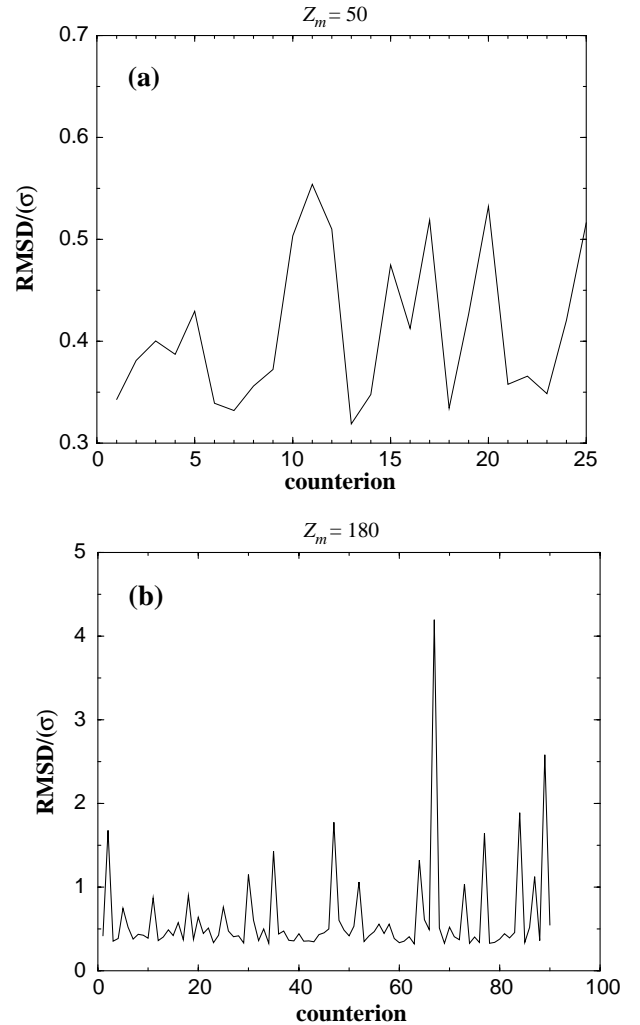 Z_m = 50
0.7
(a)
0.6
0.5
0.4
0.3
RMSD/(σ)
0 5 10 15 20 25
counterion
Z_m = 180
5
(b)
4
3
2
1
0
RMSD/(σ)
0 20 40 60 80 100
counterion